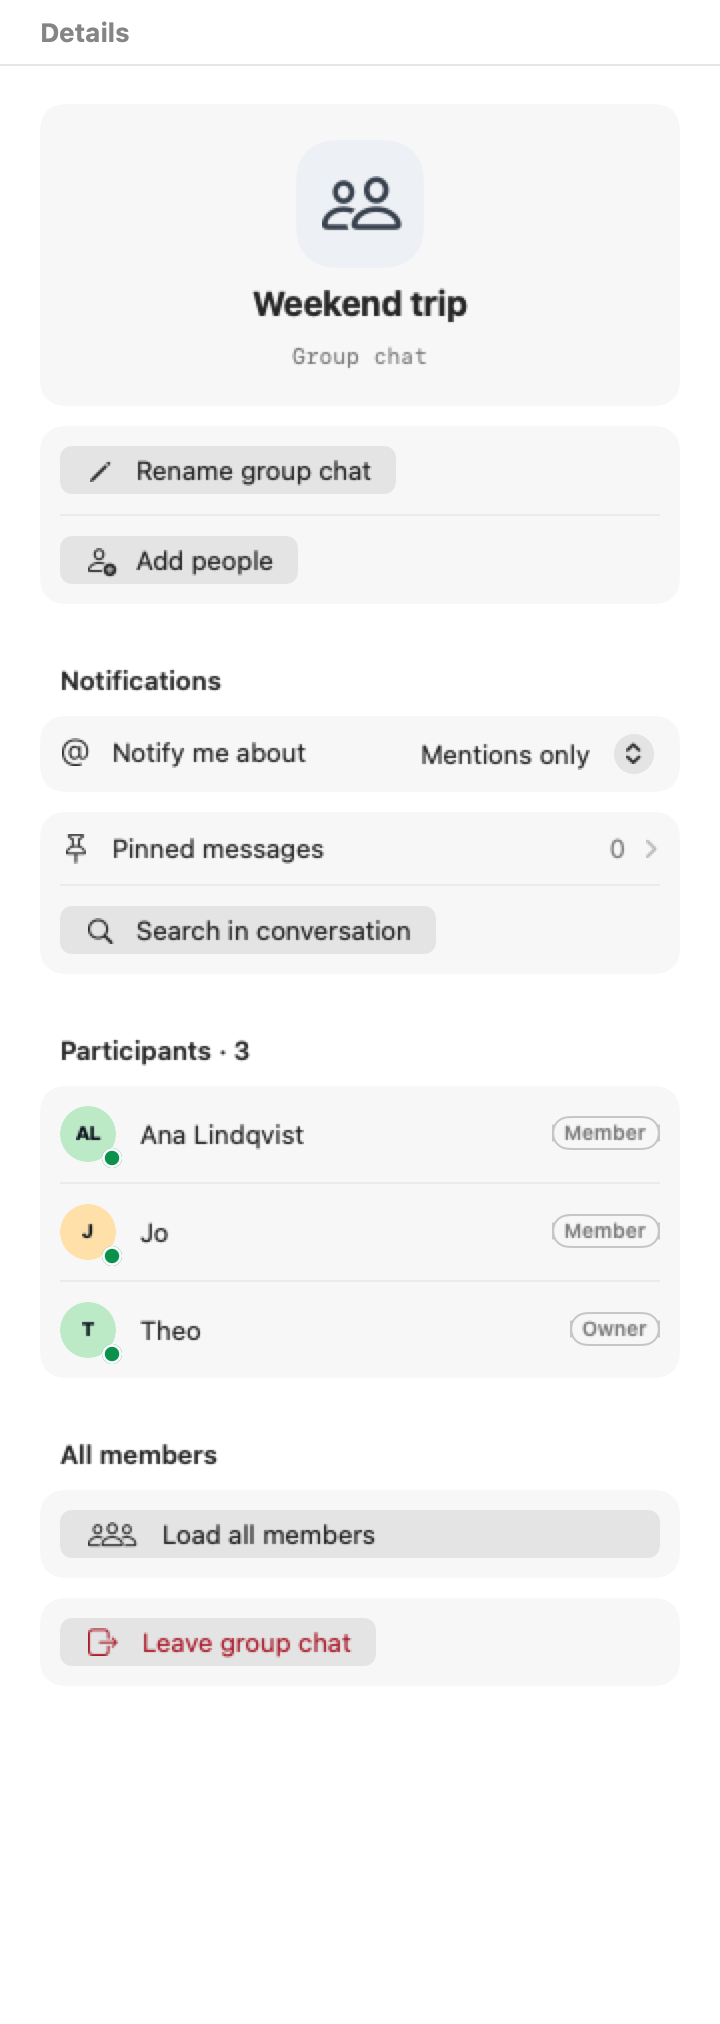 Details
Weekend trip
Group chat
Rename group chat
Add people
Notifications
Notify me about Mentions only
Pinned messages 0
Search in conversation
Participants · 3
AL Ana Lindqvist Member
J Jo Member
T Theo Owner
All members
Load all members
Leave group chat